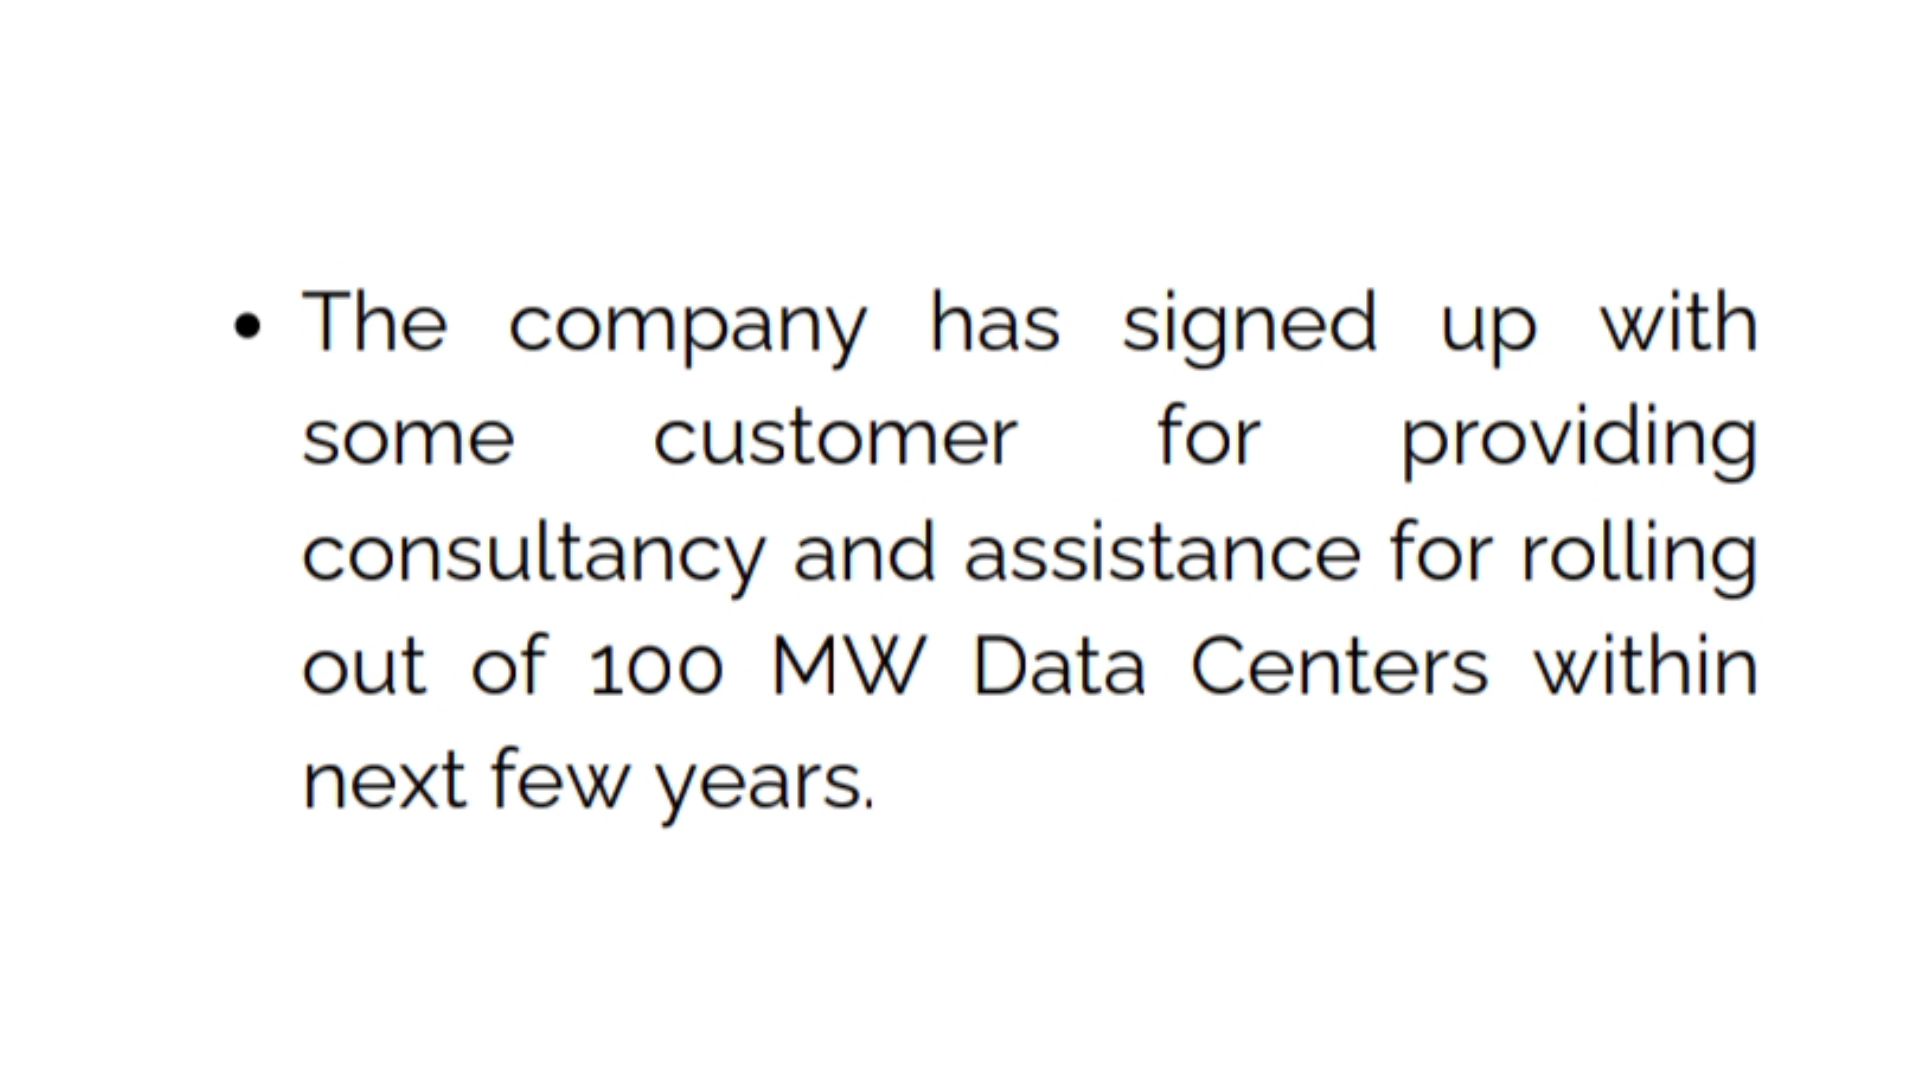 • The company has signed up with
some customer for providing
consultancy and assistance for rolling
out of 100 MW Data Centers within
next few years.